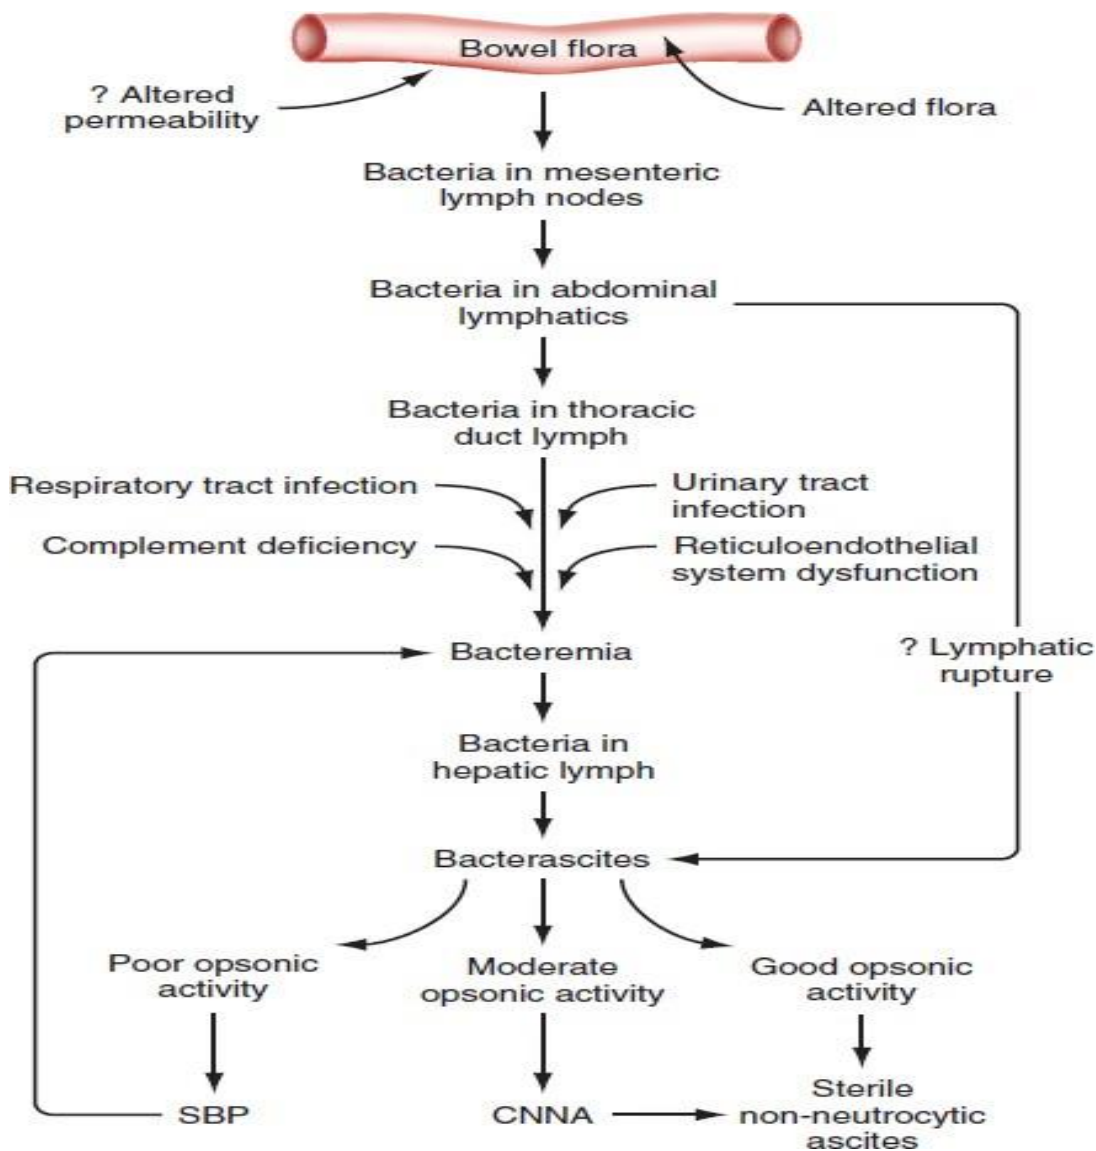 Bowel flora
? Altered
permeability
Altered flora
Bacteria in mesenteric
lymph nodes
Bacteria in abdominal
lymphatics
Bacteria in thoracic
duct lymph
Respiratory tract infection
Urinary tract
infection
Complement deficiency
Reticuloendothelial
system dysfunction
Bacteremia
? Lymphatic
rupture
Bacteria in
hepatic lymph
Bacterascites
Poor opsonic
activity
Moderate
opsonic activity
Good opsonic
activity
SBP
CNNA
Sterile
non-neutrocytic
ascites